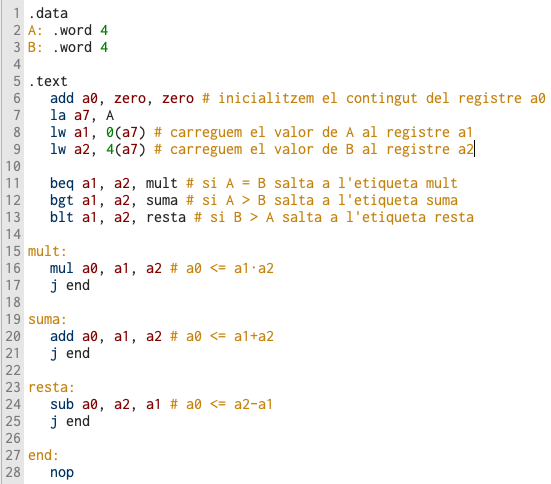 1 .data
2 A: .word 4
3 B: .word 4
4
5 .text
6 add a0, zero, zero # inicialitzem el contingut del registre a0
7 la a7, A
8 lw a1, 0(a7) # carreguem el valor de A al registre a1
9 lw a2, 4(a7) # carreguem el valor de B al registre a2
10
11 beq a1, a2, mult # si A = B salta a l'etiqueta mult
12 bgt a1, a2, suma # si A > B salta a l'etiqueta suma
13 blt a1, a2, resta # si B > A salta a l'etiqueta resta
14
15 mult:
16 mul a0, a1, a2 # a0 <= a1·a2
17 j end
18
19 suma:
20 add a0, a1, a2 # a0 <= a1+a2
21 j end
22
23 resta:
24 sub a0, a2, a1 # a0 <= a2-a1
25 j end
26
27 end:
28 nop